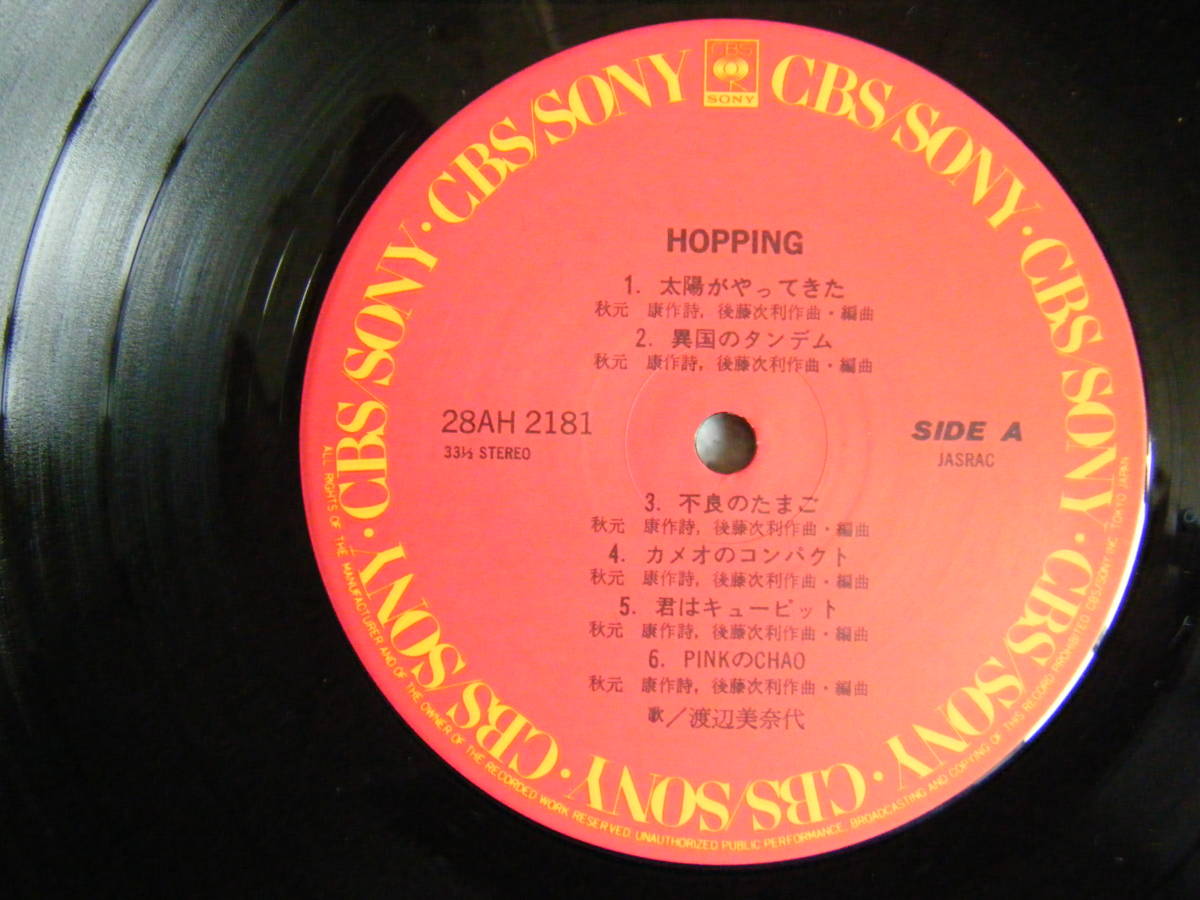 CBS
SONY
CBS/SONY · CBS/SONY · CBS/SONY · CBS/SONY · CBS/SONY · CBS/SONY · CBS/SONY · CBS/SONY
HOPPING
1. 太陽がやってきた
秋元 康作詩, 後藤次利作曲・編曲
2. 異国のタンデム
秋元 康作詩, 後藤次利作曲・編曲
28AH 2181
33⅓ STEREO
SIDE A
JASRAC
3. 不良のたまご
秋元 康作詩, 後藤次利作曲・編曲
4. カメオのコンパクト
秋元 康作詩, 後藤次利作曲・編曲
5. 君はキューピット
秋元 康作詩, 後藤次利作曲・編曲
6. PINKのCHAO
秋元 康作詩, 後藤次利作曲・編曲
歌／渡辺美奈代
ALL RIGHTS OF THE MANUFACTURER AND OF THE OWNER OF THE RECORDED WORK RESERVED. UNAUTHORIZED PUBLIC PERFORMANCE, BROADCASTING AND COPYING OF THIS RECORD PROHIBITED CBS/SONY INC. TOKYO JAPAN